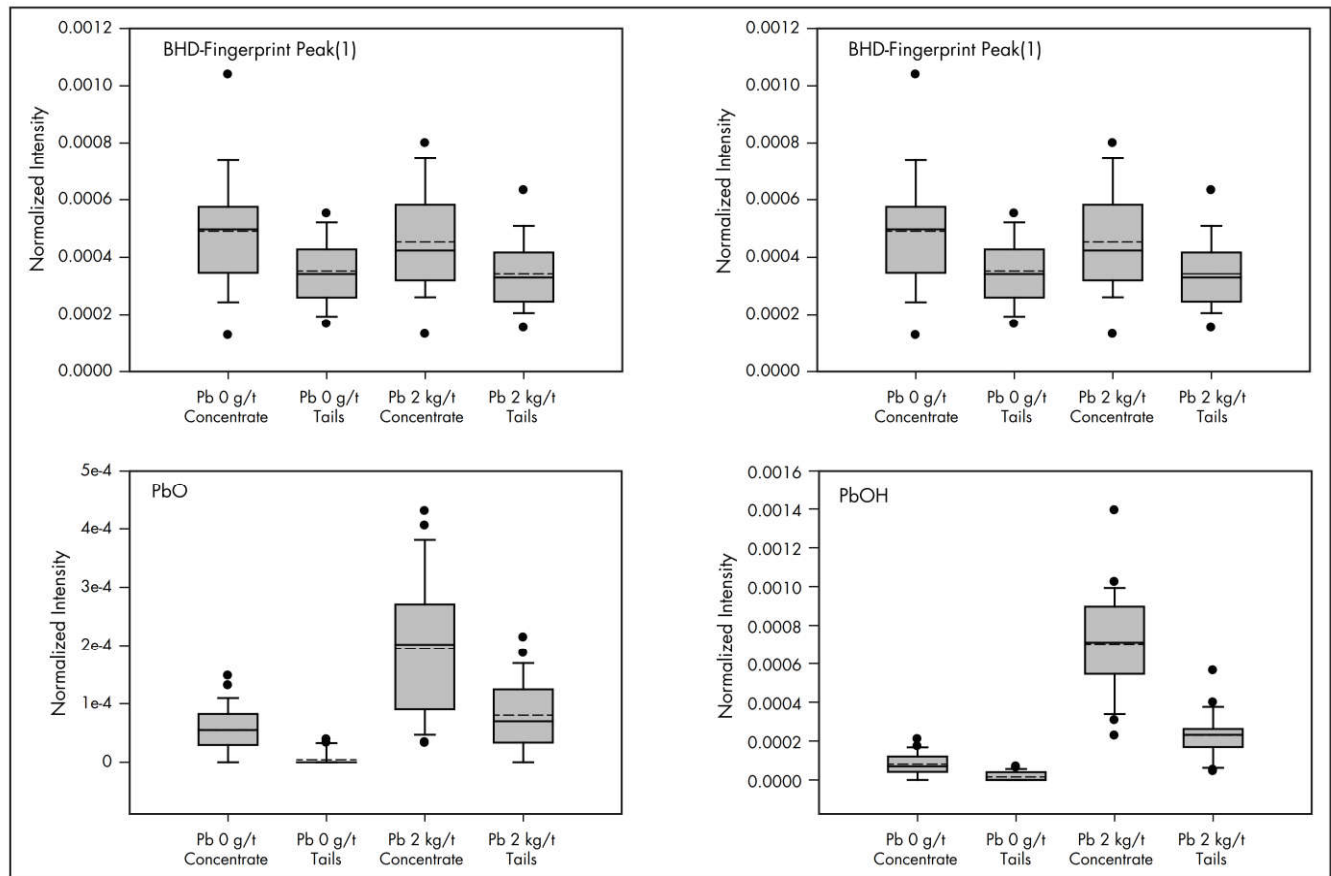 BHD-Fingerprint Peak(1)
Normalized Intensity
0.0012
0.0010
0.0008
0.0006
0.0004
0.0002
0.0000
Pb 0 g/t
Concentrate
Pb 0 g/t
Tails
Pb 2 kg/t
Concentrate
Pb 2 kg/t
Tails
BHD-Fingerprint Peak(1)
Normalized Intensity
0.0012
0.0010
0.0008
0.0006
0.0004
0.0002
0.0000
Pb 0 g/t
Concentrate
Pb 0 g/t
Tails
Pb 2 kg/t
Concentrate
Pb 2 kg/t
Tails
PbO
Normalized Intensity
5e-4
4e-4
3e-4
2e-4
1e-4
0
Pb 0 g/t
Concentrate
Pb 0 g/t
Tails
Pb 2 kg/t
Concentrate
Pb 2 kg/t
Tails
PbOH
Normalized Intensity
0.0016
0.0014
0.0012
0.0010
0.0008
0.0006
0.0004
0.0002
0.0000
Pb 0 g/t
Concentrate
Pb 0 g/t
Tails
Pb 2 kg/t
Concentrate
Pb 2 kg/t
Tails